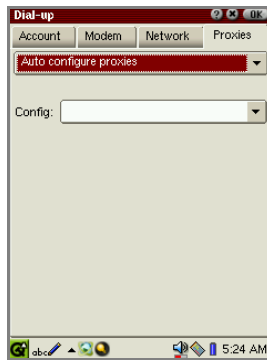 Dial-up ? OK
Account Modem Network Proxies
Auto configure proxies
Config:
abc 5:24 AM